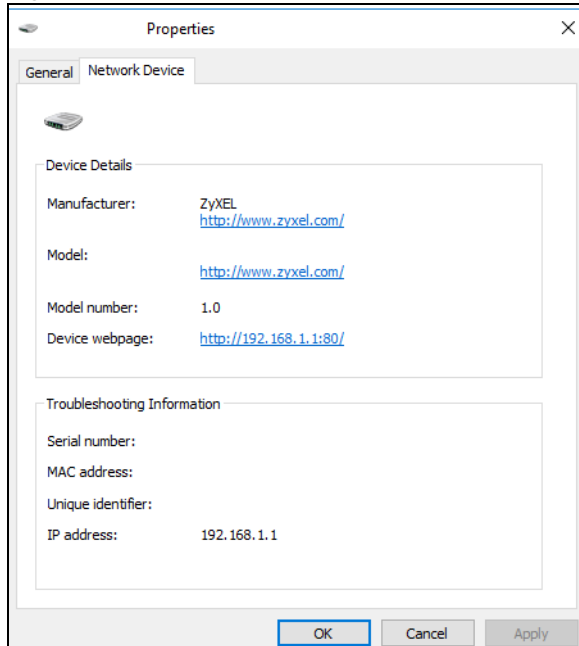 Properties
General Network Device
Device Details
Manufacturer: ZyXEL
http://www.zyxel.com/
Model:
http://www.zyxel.com/
Model number: 1.0
Device webpage: http://192.168.1.1:80/
Troubleshooting Information
Serial number:
MAC address:
Unique identifier:
IP address: 192.168.1.1
OK Cancel Apply